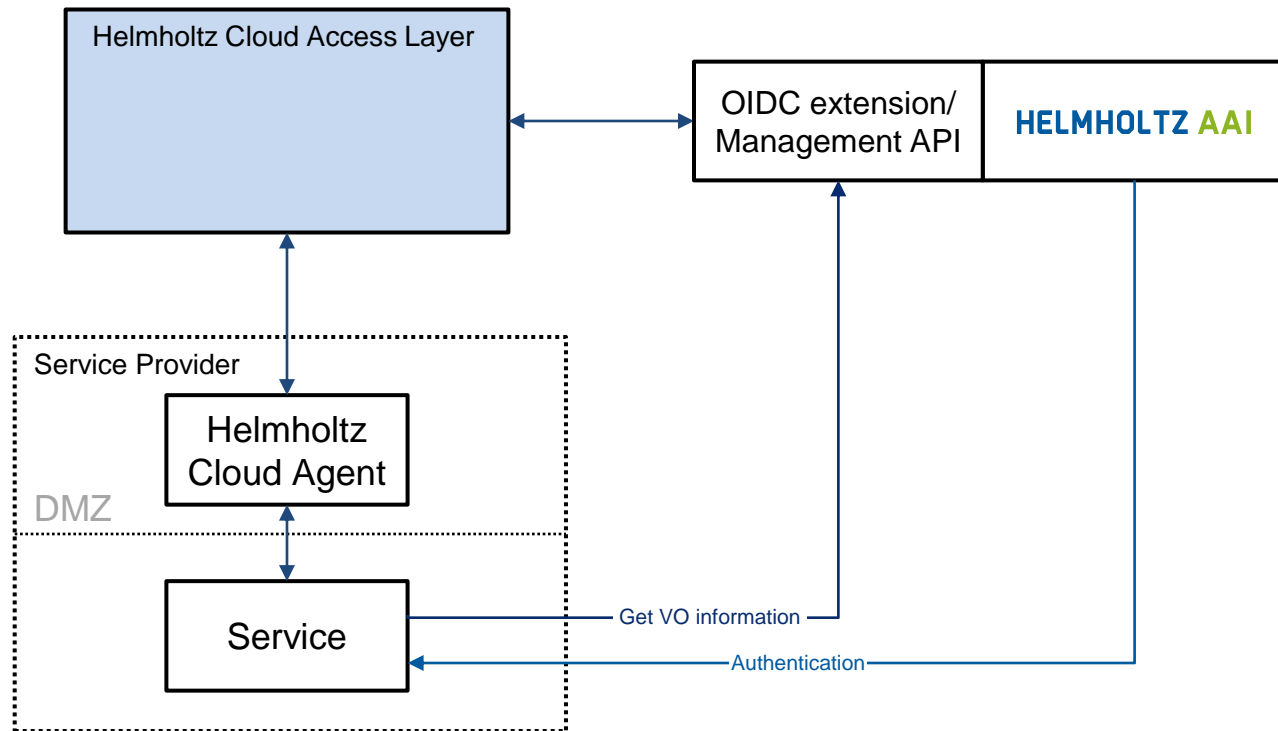 Helmholtz Cloud Access Layer
OIDC extension/
Management API
HELMHOLTZ AAI
Service Provider
Helmholtz
Cloud Agent
DMZ
Service
Get VO information
Authentication